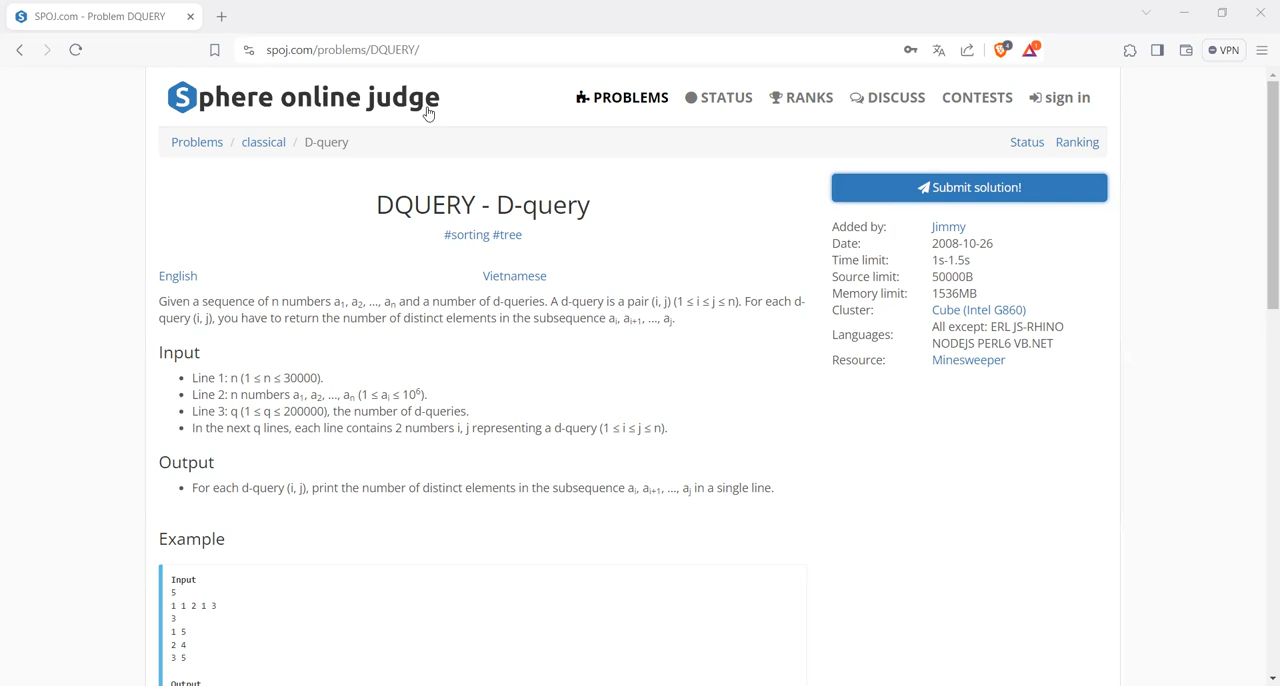 SPOJ.com - Problem DQUERY
spoj.com/problems/DQUERY/
4
1
VPN
Sphere online judge
PROBLEMS STATUS RANKS DISCUSS CONTESTS sign in
Problems / classical / D-query
Status Ranking
Submit solution!
DQUERY - D-query
#sorting #tree
English Vietnamese
Given a sequence of n numbers a₁, a₂, ..., aₙ and a number of d-queries. A d-query is a pair (i, j) (1 ≤ i ≤ j ≤ n). For each d-
query (i, j), you have to return the number of distinct elements in the subsequence aᵢ, aᵢ₊₁, ..., aⱼ.
Input
• Line 1: n (1 ≤ n ≤ 30000).
• Line 2: n numbers a₁, a₂, ..., aₙ (1 ≤ aᵢ ≤ 10⁶).
• Line 3: q (1 ≤ q ≤ 200000), the number of d-queries.
• In the next q lines, each line contains 2 numbers i, j representing a d-query (1 ≤ i ≤ j ≤ n).
Output
• For each d-query (i, j), print the number of distinct elements in the subsequence aᵢ, aᵢ₊₁, ..., aⱼ in a single line.
Example
Input
5
1 1 2 1 3
3
1 5
2 4
3 5
Output
Added by: Jimmy
Date: 2008-10-26
Time limit: 1s-1.5s
Source limit: 50000B
Memory limit: 1536MB
Cluster: Cube (Intel G860)
Languages: All except: ERL JS-RHINO
NODEJS PERL6 VB.NET
Resource: Minesweeper